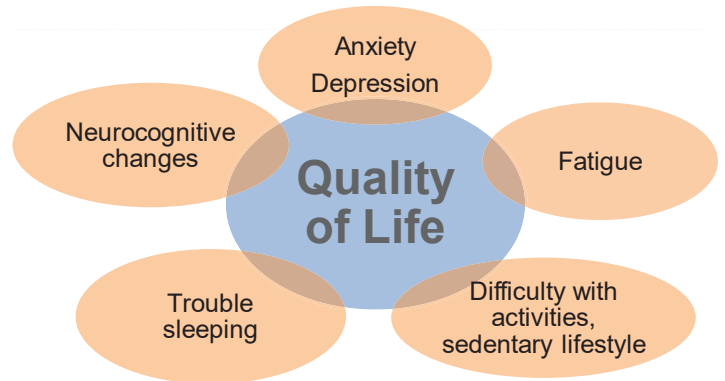 Anxiety
Depression
Neurocognitive
changes
Quality
of Life
Fatigue
Trouble
sleeping
Difficulty with
activities,
sedentary lifestyle